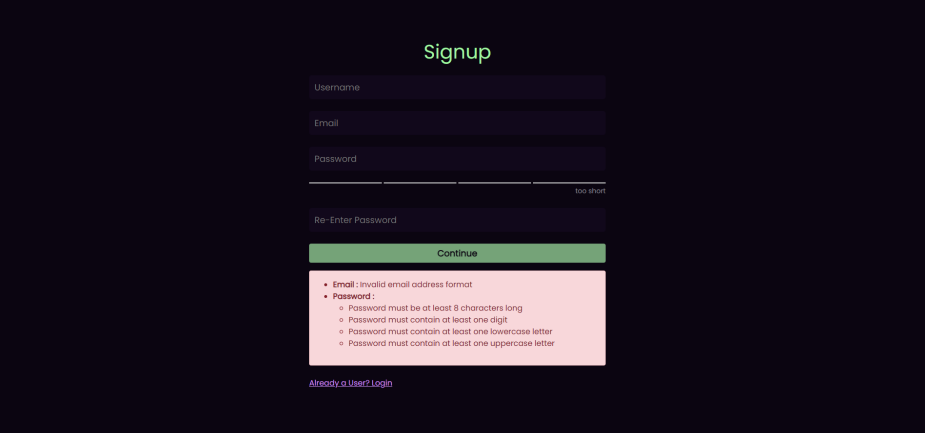 Signup
Username
Email
Password
too short
Re-Enter Password
Continue
Email : Invalid email address format
Password :
Password must be at least 8 characters long
Password must contain at least one digit
Password must contain at least one lowercase letter
Password must contain at least one uppercase letter
Already a User? Login